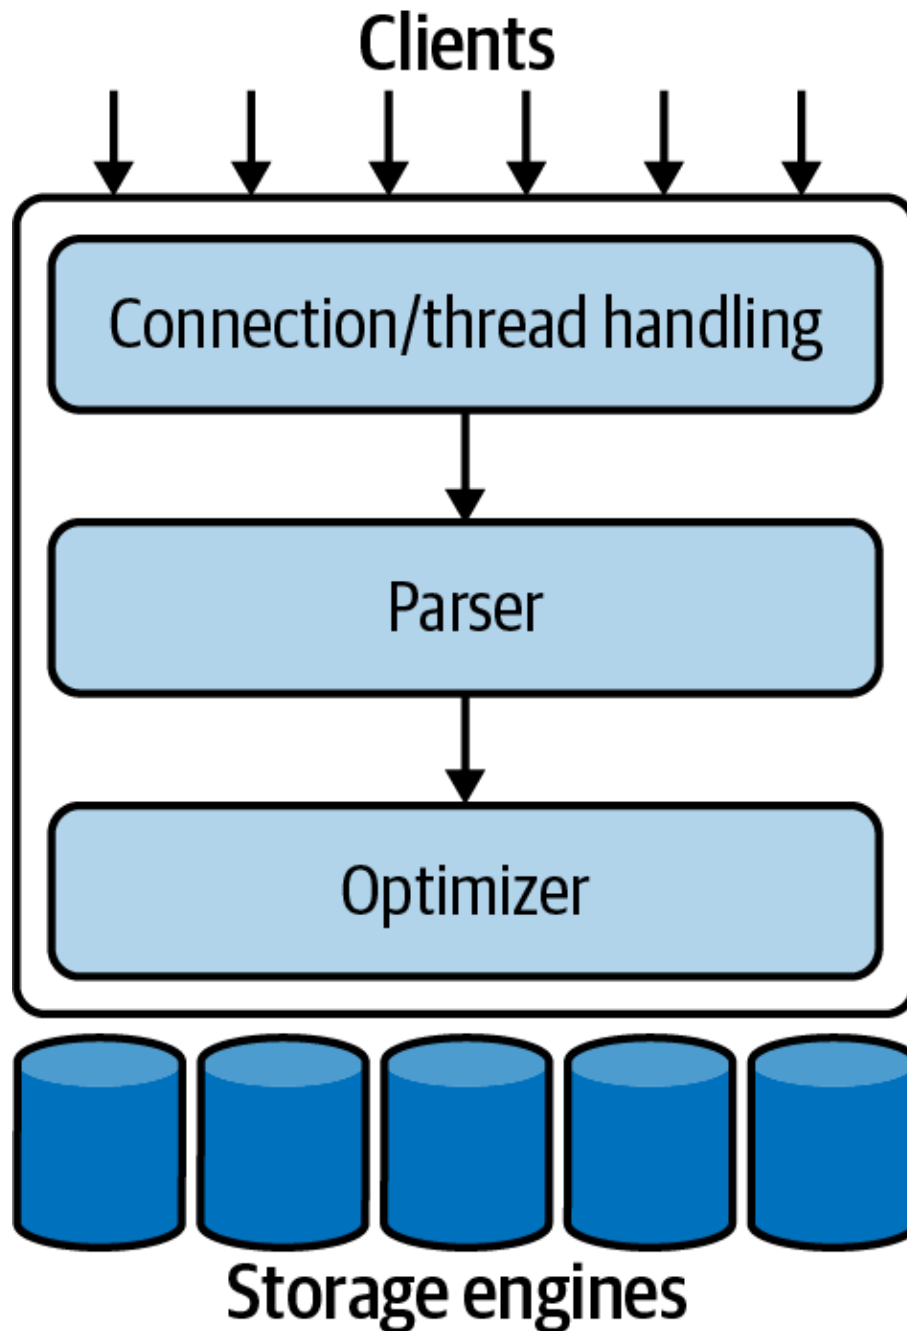 Clients
Connection/thread handling
Parser
Optimizer
Storage engines